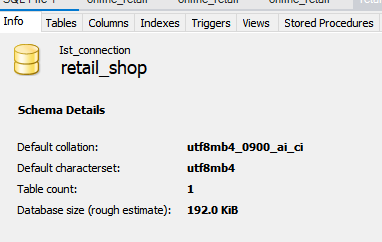 Info Tables Columns Indexes Triggers Views Stored Procedures
Ist_connection
retail_shop
Schema Details
Default collation: utf8mb4_0900_ai_ci
Default characterset: utf8mb4
Table count: 1
Database size (rough estimate): 192.0 KiB